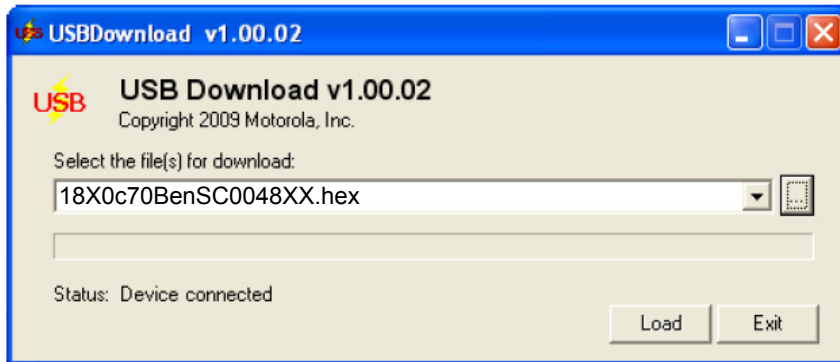 USBDownload v1.00.02
USB
USB Download v1.00.02
Copyright 2009 Motorola, Inc.
Select the file(s) for download:
18X0c70BenSC0048XX.hex
...
Status: Device connected
Load
Exit